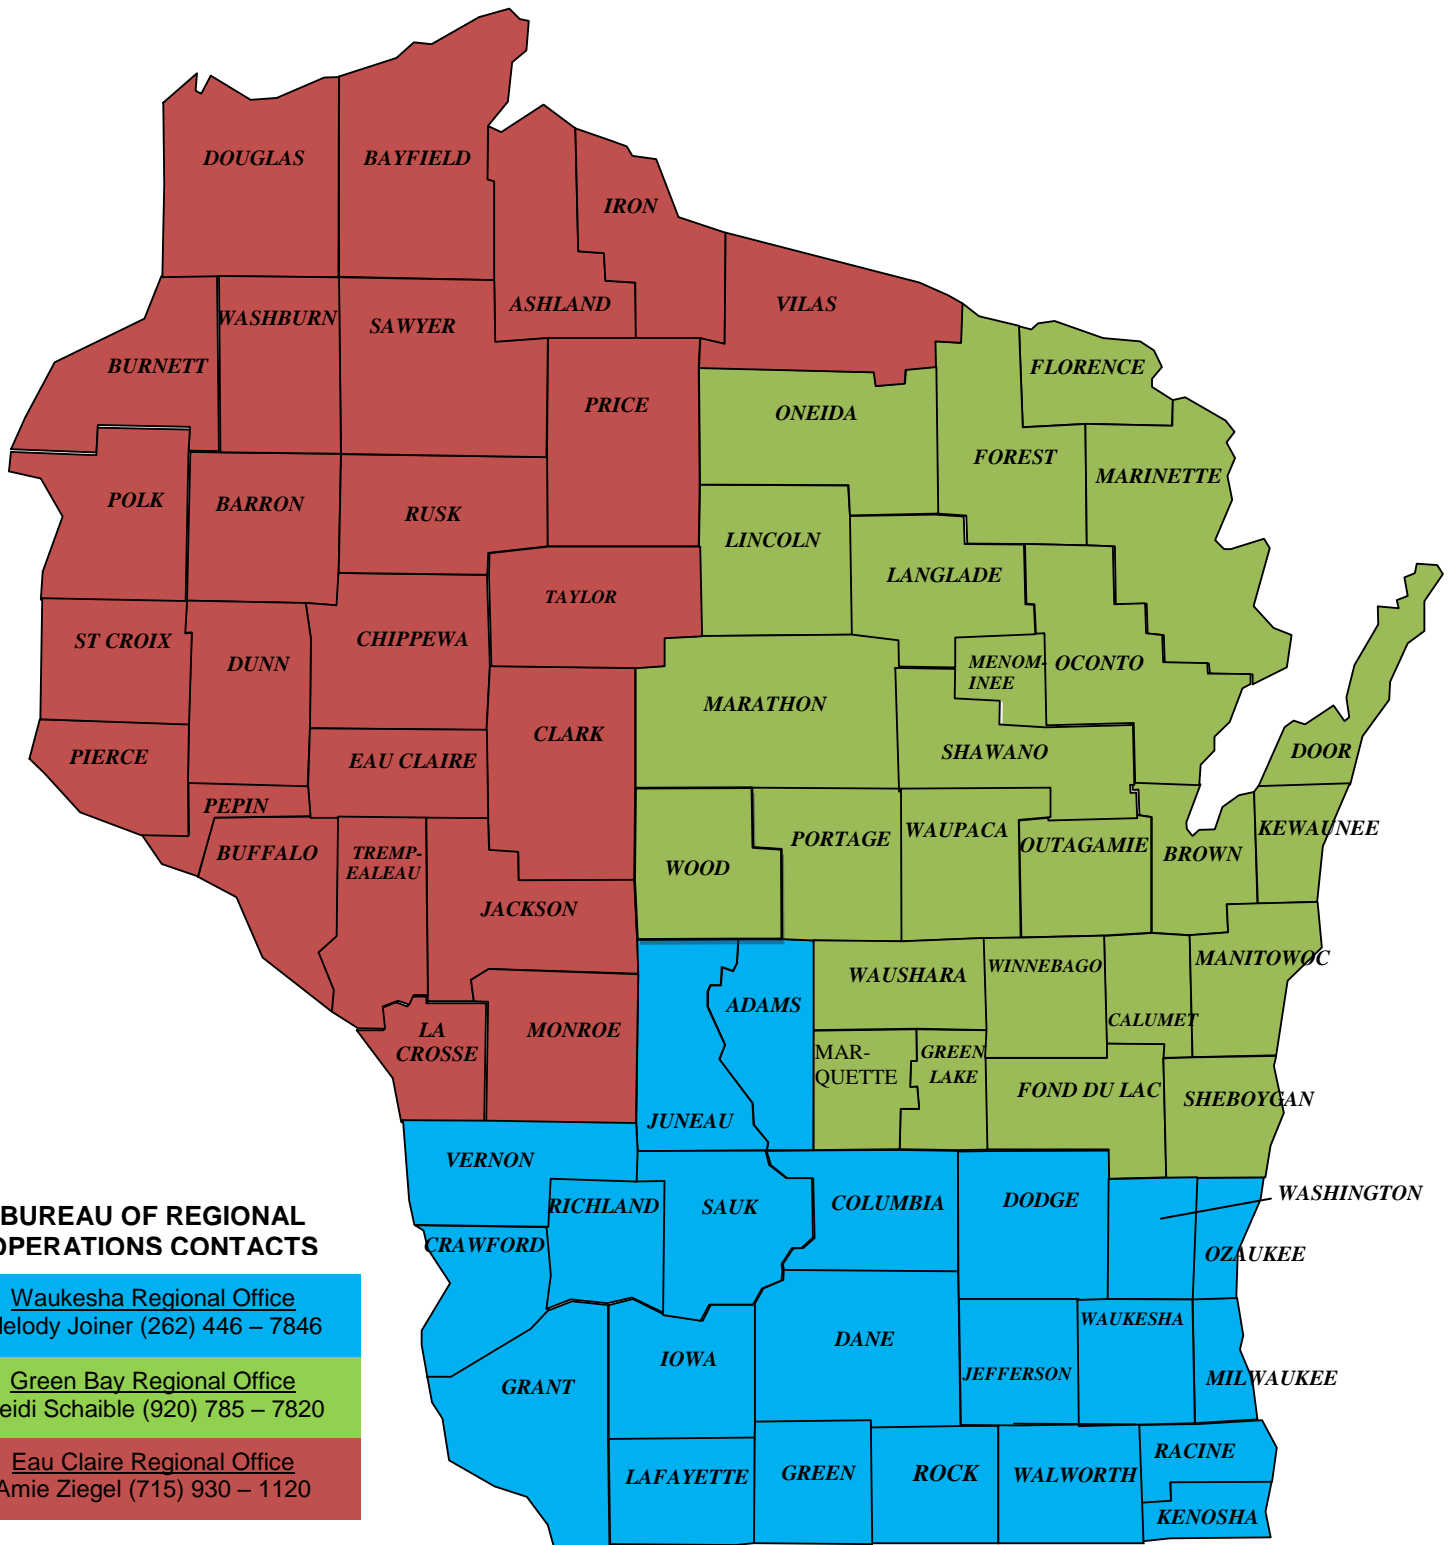 DOUGLAS
BAYFIELD
IRON
ASHLAND
VILAS
WASHBURN
SAWYER
BURNETT
FLORENCE
PRICE
ONEIDA
FOREST
MARINETTE
POLK
BARRON
RUSK
LINCOLN
LANGLADE
TAYLOR
ST CROIX
DUNN
CHIPPEWA
MENOM-
INEE
OCONTO
MARATHON
CLARK
PIERCE
EAU CLAIRE
SHAWANO
DOOR
PEPIN
BUFFALO
TREMP-
EALEAU
WOOD
PORTAGE
WAUPACA
OUTAGAMIE
BROWN
KEWAUNEE
JACKSON
WAUSHARA
WINNEBAGO
MANITOWOC
ADAMS
CALUMET
LA
CROSSE
MONROE
MAR-
QUETTE
GREEN
LAKE
FOND DU LAC
SHEBOYGAN
JUNEAU
VERNON
RICHLAND
SAUK
COLUMBIA
DODGE
WASHINGTON
CRAWFORD
OZAUKEE
BUREAU OF REGIONAL
OPERATIONS CONTACTS
Waukesha Regional Office
elody Joiner (262) 446 – 7846
Green Bay Regional Office
eidi Schaible (920) 785 – 7820
Eau Claire Regional Office
Amie Ziegel (715) 930 – 1120
WAUKESHA
DANE
IOWA
JEFFERSON
MILWAUKEE
GRANT
LAFAYETTE
GREEN
ROCK
WALWORTH
RACINE
KENOSHA